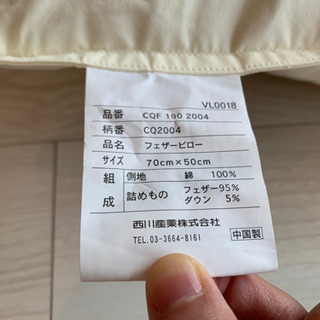 VL0018
品番 CQF 100 2004
柄番 CQ2004
品名 フェザーピロー
サイズ 70cm×50cm
組成 側地 綿 100%
詰めもの フェザー95%
ダウン 5%
西川産業株式会社
TEL.03-3664-8161
中国製